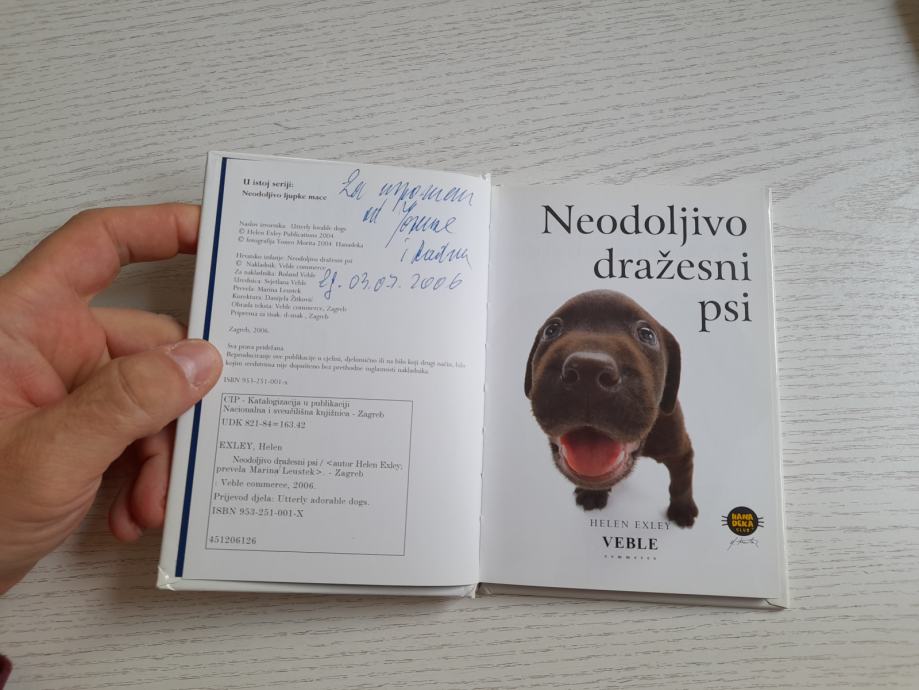 U istoj seriji:
Neodoljivo ljupke mace
Za uspomenu
od
i
Zg. 03.07. 2006
Naslov izvornika Utterly lovable dogs
© Helen Exley Publications 2004
© fotografija Yoneo Morita 2004 Hanadeka
Hrvatsko izdanje: Neodoljivo dražesni psi
© Nakladnik: Veble commerce
Za nakladnika: Roland Veble
Urednica: Svjetlana Veble
Prevela: Marina Leustek
Korektura: Danijela Žitković
Obrada teksta: Veble commerce, Zagreb
Priprema za tisak: d-mak, Zagreb
Zagreb, 2006.
Sva prava pridržana.
Reproduciranje ove publikacije u cjelini, djelomično ili na bilo koji drugi način, bilo
kojim sredstvima nije dopušteno bez prethodne suglasnosti nakladnika.
ISBN 953-251-001-x
CIP - Katalogizacija u publikaciji
Nacionalna i sveučilišna knjižnica - Zagreb
UDK 821-84=163.42
EXLEY, Helen
Neodoljivo dražesni psi / <autor Helen Exley;
prevela Marina Leustek>. - Zagreb
: Veble commerce, 2006.
Prijevod djela: Utterly adorable dogs.
ISBN 953-251-001-X
451206126
Neodoljivo
dražesni
psi
HELEN EXLEY
VEBLE
commerce
HANA
DEKA
CLUB